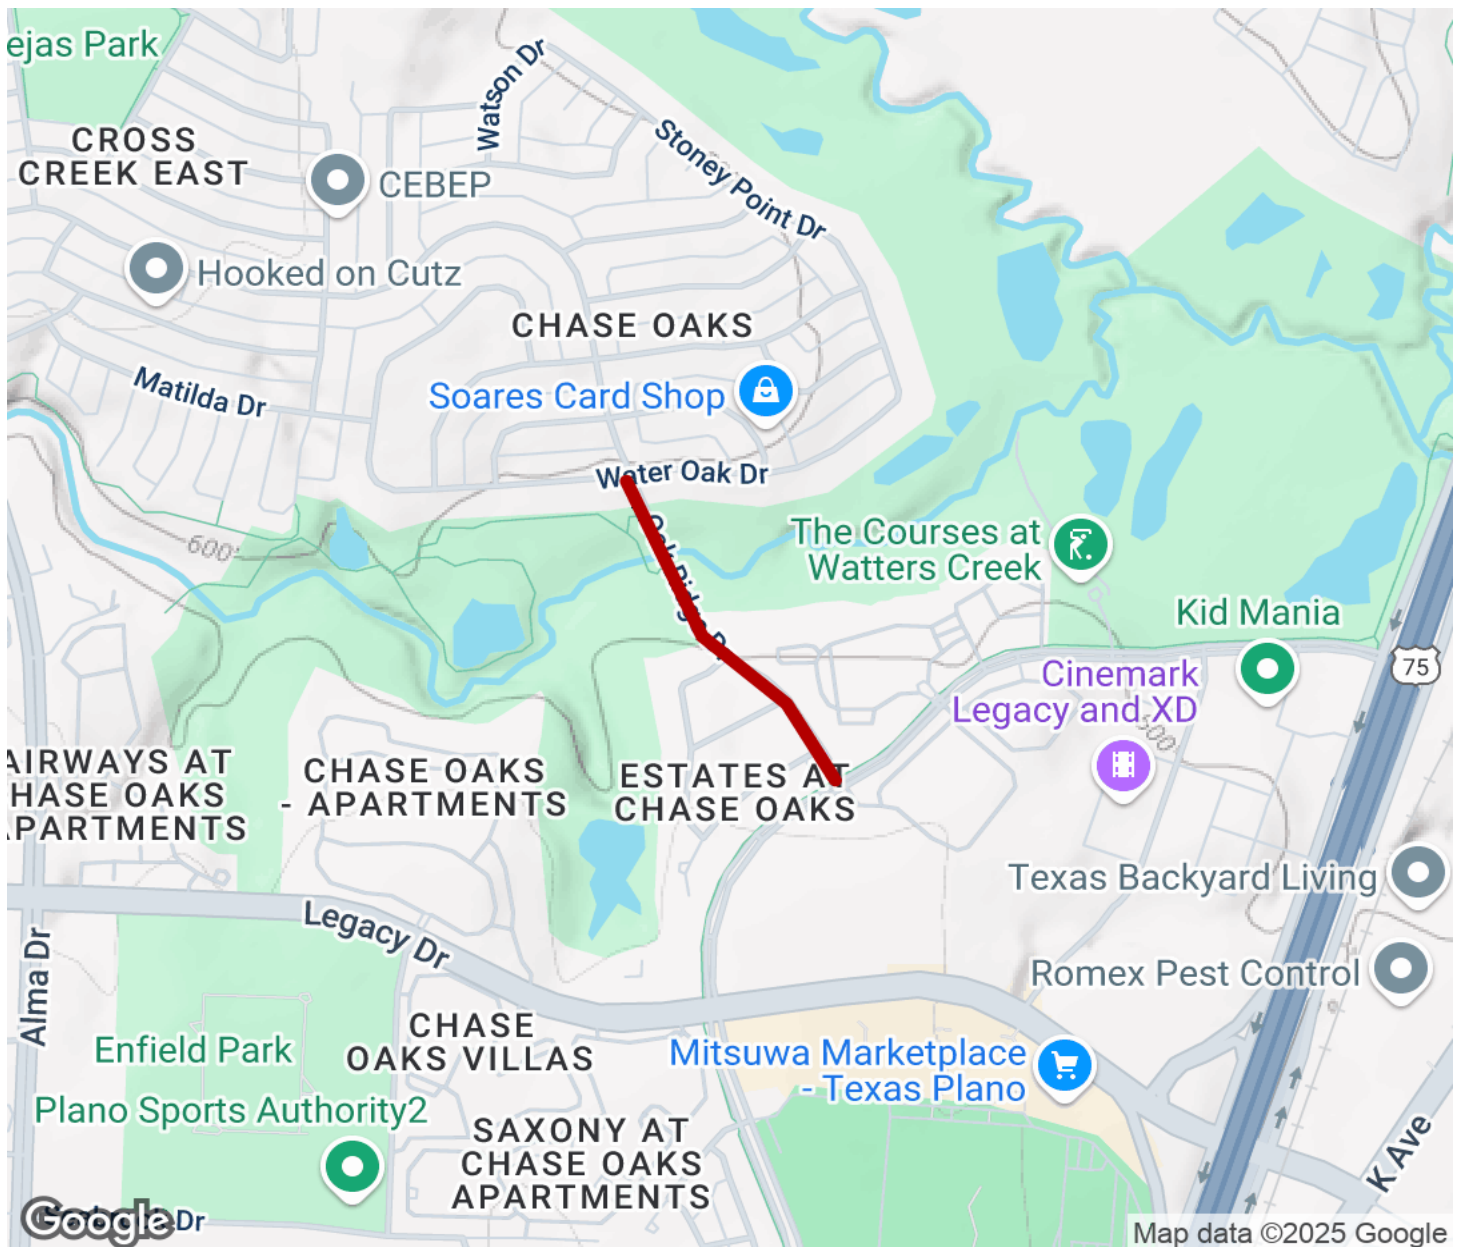 ejas Park
Watson Dr
CROSS
CREEK EAST
Stoney Point Dr
CEBEP
Hooked on Cutz
CHASE OAKS
Matilda Dr
Soares Card Shop
Water Oak Dr
600'
The Courses at
Watters Creek
Kid Mania
75
Cinemark
Legacy and XD
AIRWAYS AT
HASE OAKS
APARTMENTS
CHASE OAKS
- APARTMENTS
ESTATES AT
CHASE OAKS
Texas Backyard Living
Legacy Dr
Alma Dr
Romex Pest Control
Enfield Park
CHASE
OAKS VILLAS
Mitsuwa Marketplace
- Texas Plano
Plano Sports Authority2
SAXONY AT
CHASE OAKS
APARTMENTS
K Ave
Dr
Google
Map data ©2025 Google